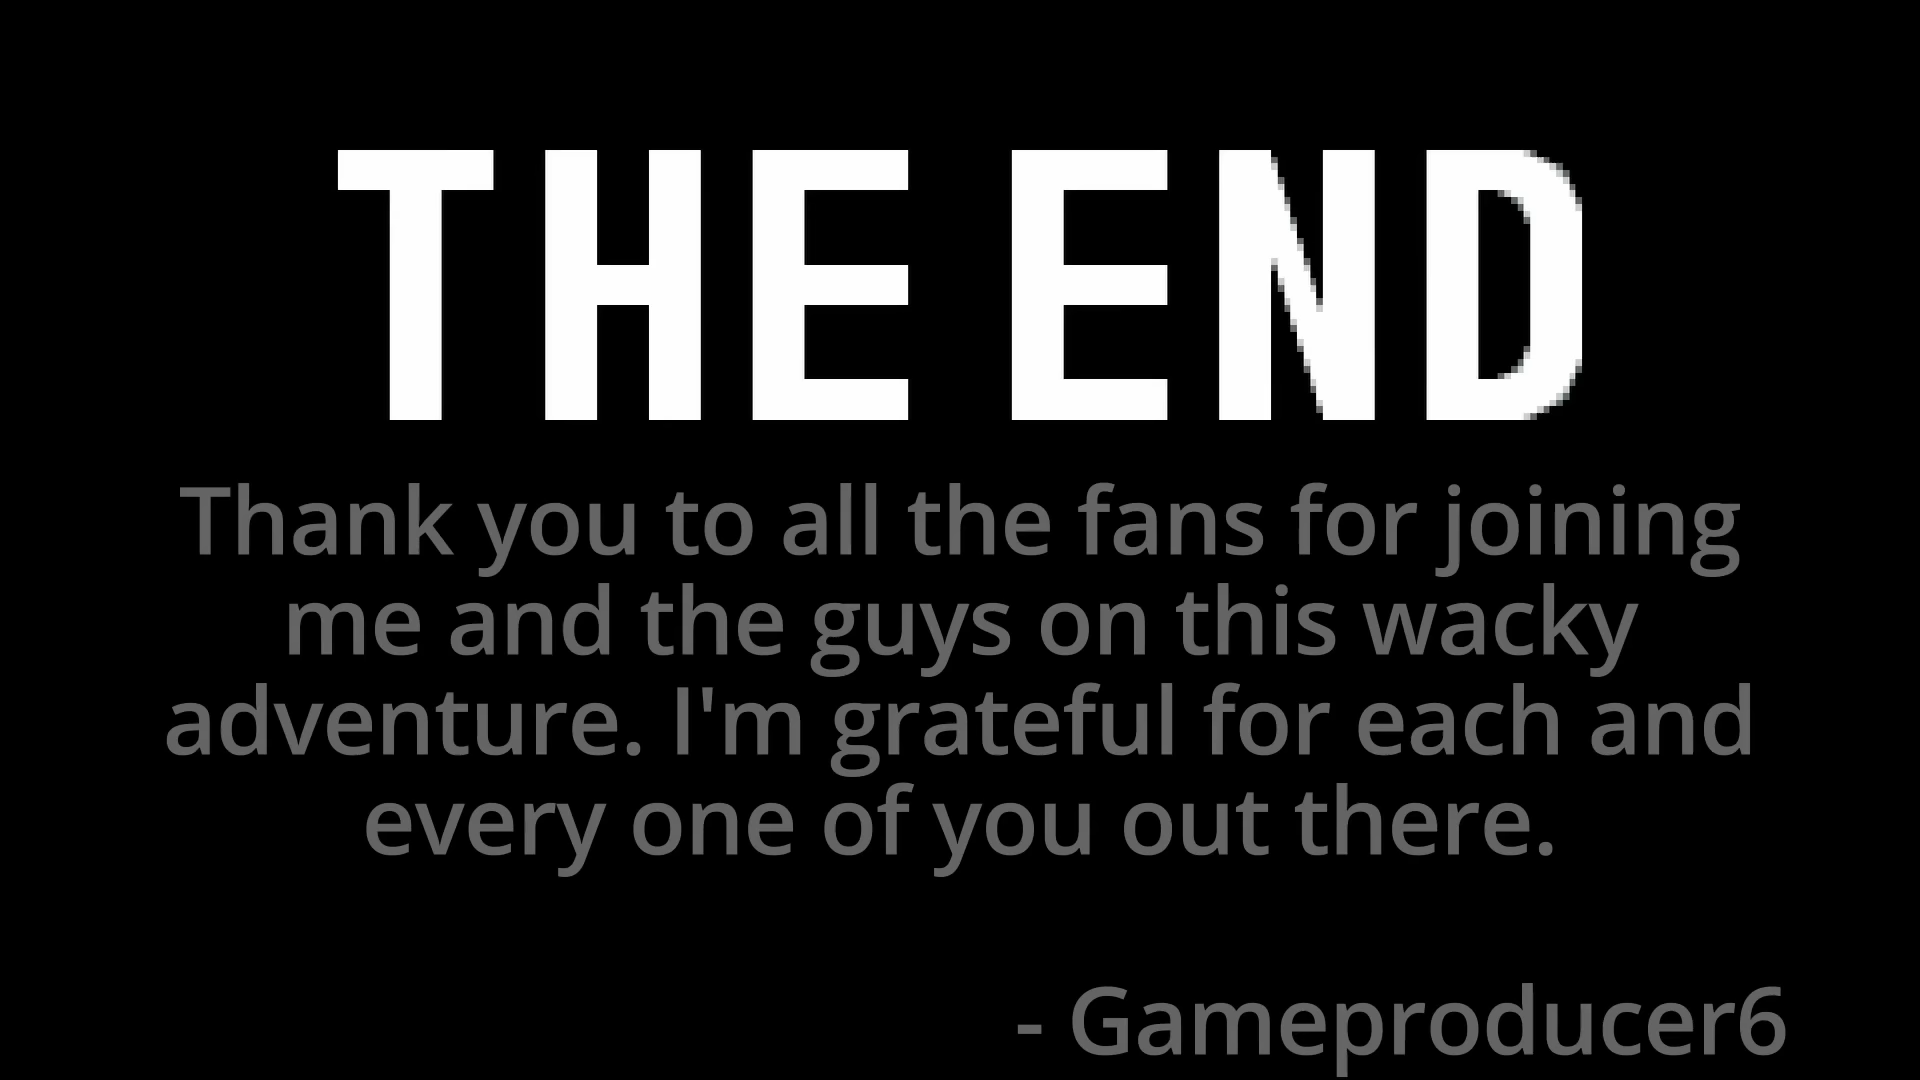 THE END
Thank you to all the fans for joining
me and the guys on this wacky
adventure. I'm grateful for each and
every one of you out there.
- Gameproducer6